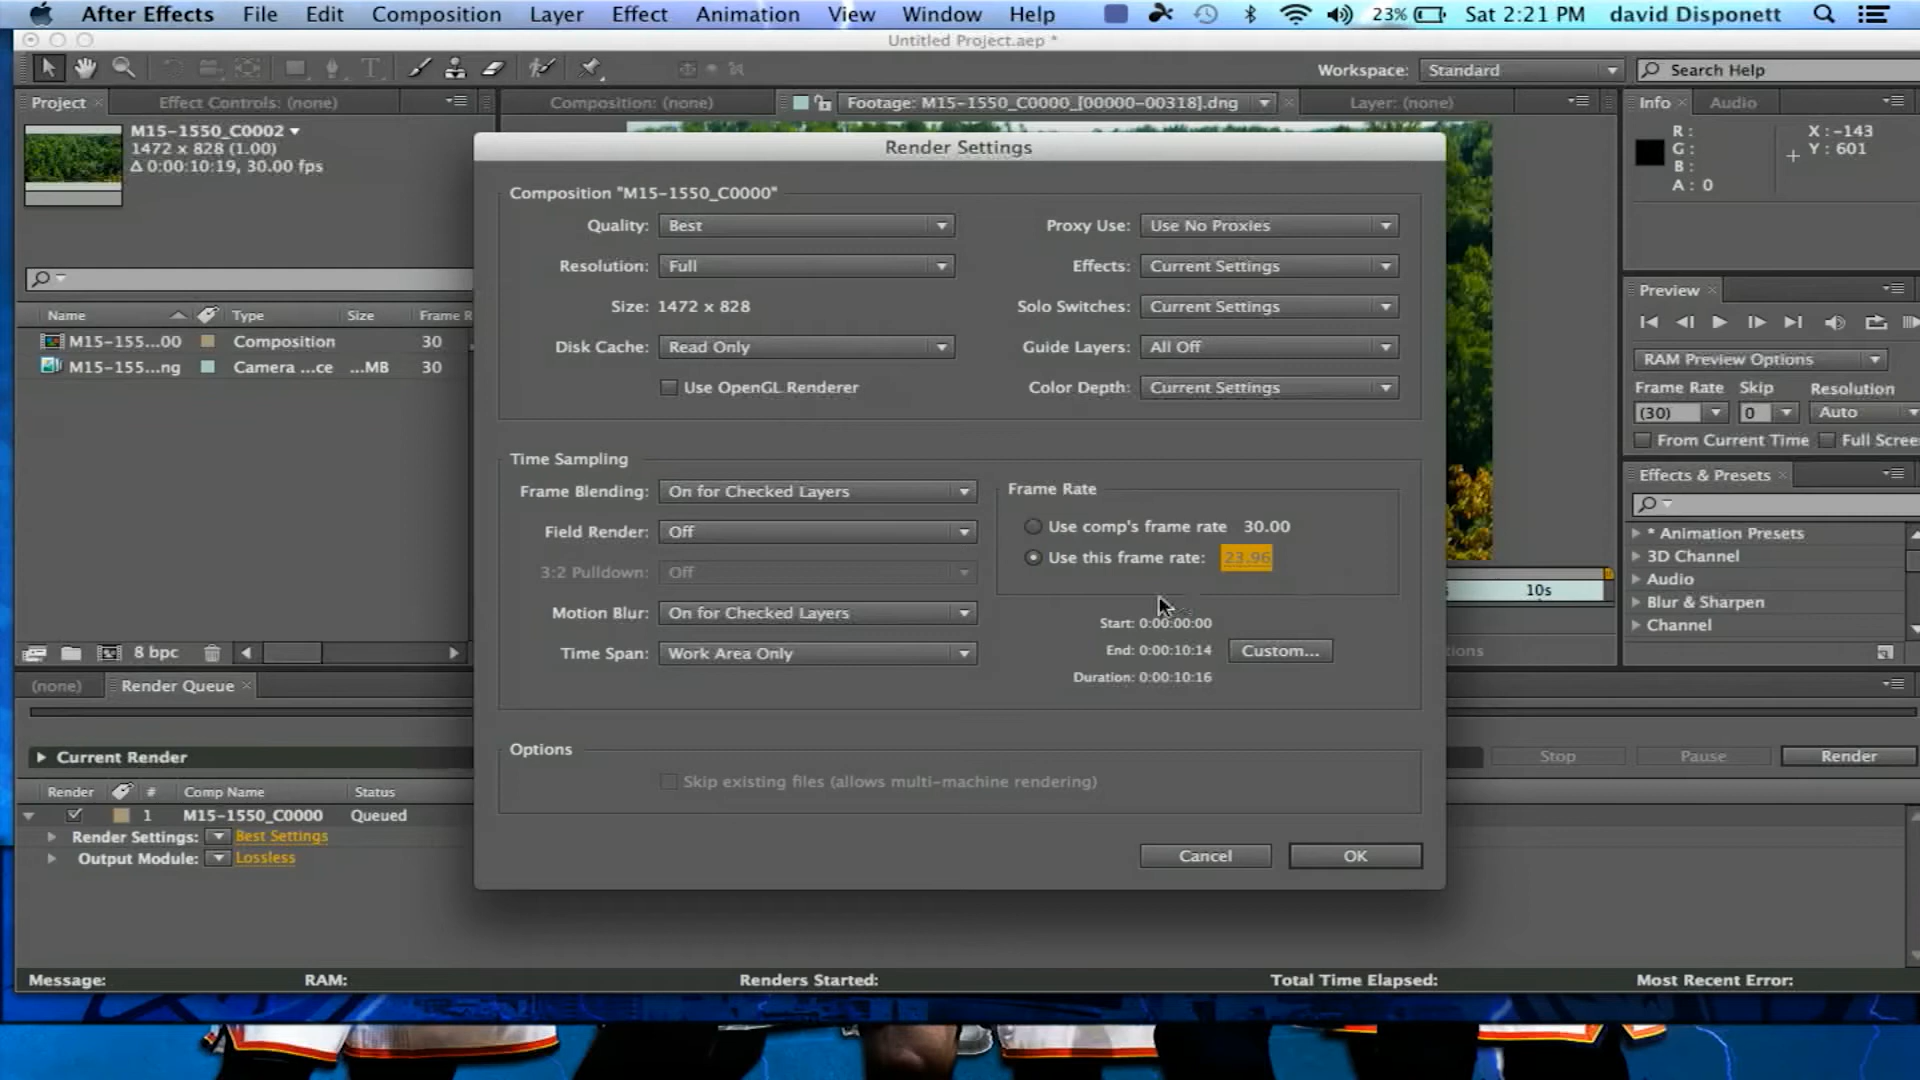 After Effects File Edit Composition Layer Effect Animation View Window Help 23% Sat 2:21 PM david Disponett
Untitled Project.aep *
Workspace: Standard Search Help
Project Effect Controls: (none) Composition: (none) Footage: M15-1550_C0000_[00000-00318].dng Layer: (none) Info Audio
M15-1550_C0002
1472 x 828 (1.00)
Δ 0:00:10:19, 30.00 fps
R :
G :
B :
A : 0
X : -143
Y : 601
Render Settings
Composition "M15-1550_C0000"
Quality: Best Proxy Use: Use No Proxies
Resolution: Full Effects: Current Settings
Size: 1472 x 828 Solo Switches: Current Settings
Disk Cache: Read Only Guide Layers: All Off
Use OpenGL Renderer Color Depth: Current Settings
Time Sampling
Frame Blending: On for Checked Layers
Field Render: Off
3:2 Pulldown: Off
Motion Blur: On for Checked Layers
Time Span: Work Area Only
Frame Rate
Use comp's frame rate 30.00
Use this frame rate: 23.96
Start: 0:00:00:00
End: 0:00:10:14 Custom...
Duration: 0:00:10:16
Options
Skip existing files (allows multi-machine rendering)
Cancel OK
Name Type Size Frame R
M15-155...00 Composition 30
M15-155...ng Camera ...ce ...MB 30
8 bpc
Preview
RAM Preview Options
Frame Rate Skip Resolution
(30) 0 Auto
From Current Time Full Scree
Effects & Presets
* Animation Presets
3D Channel
Audio
Blur & Sharpen
Channel
10s
(none) Render Queue
Current Render Stop Pause Render
Render # Comp Name Status
1 M15-1550_C0000 Queued
Render Settings: Best Settings
Output Module: Lossless
Message: RAM: Renders Started: Total Time Elapsed: Most Recent Error: